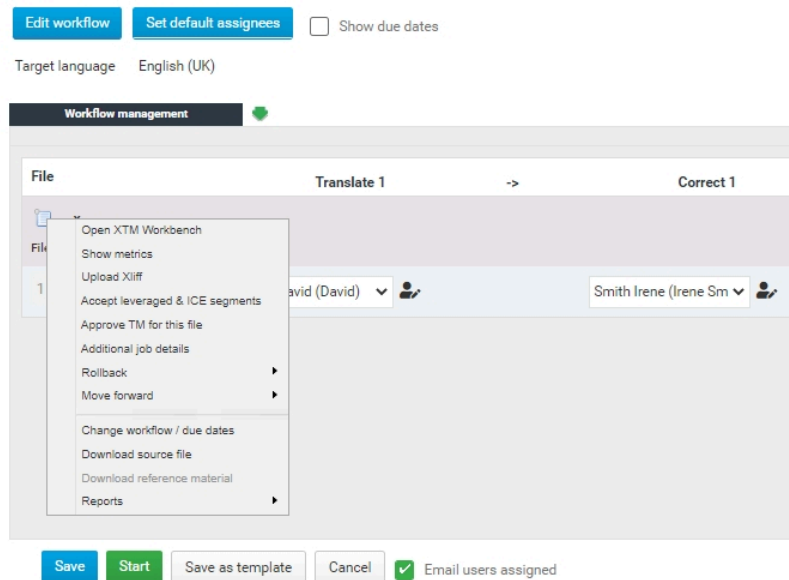 Edit workflow Set default assignees Show due dates
Target language English (UK)
Workflow management
File Translate 1 -> Correct 1
Open XTM Workbench
Show metrics
Upload Xliff
1
Accept leveraged & ICE segments
avid (David) Smith Irene (Irene Sm
Approve TM for this file
Additional job details
Rollback
Move forward
Change workflow / due dates
Download source file
Download reference material
Reports
Save Start Save as template Cancel Email users assigned